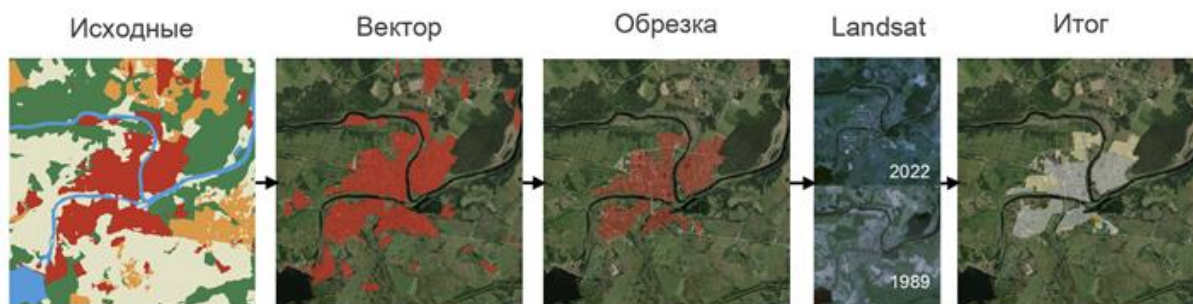 Исходные
Вектор
Обрезка
Landsat
Итог
2022
1989